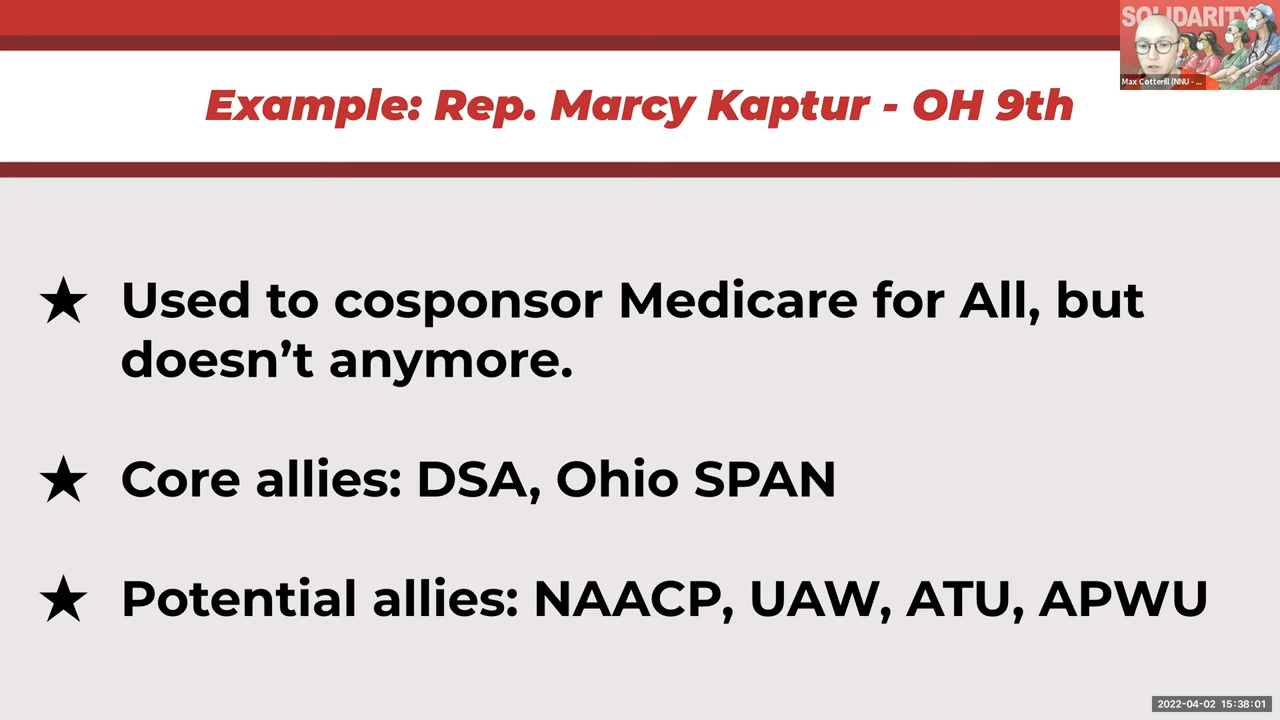 SOLIDARITY
Max Cotterill (NNU - ...
Example: Rep. Marcy Kaptur - OH 9th
★ Used to cosponsor Medicare for All, but
doesn’t anymore.
★ Core allies: DSA, Ohio SPAN
★ Potential allies: NAACP, UAW, ATU, APWU
2022-04-02 15:38:01